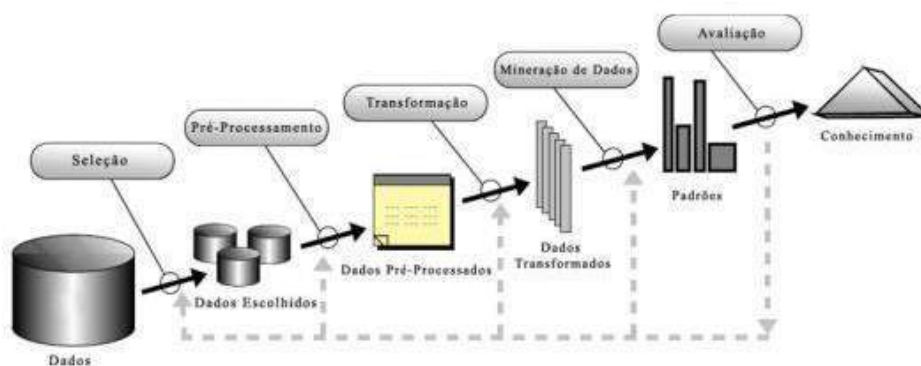 Avaliação
Mineração de Dados
Transformação
Pré-Processamento
Seleção
Conhecimento
Padrões
Dados
Transformados
Dados Pré-Processados
Dados Escolhidos
Dados